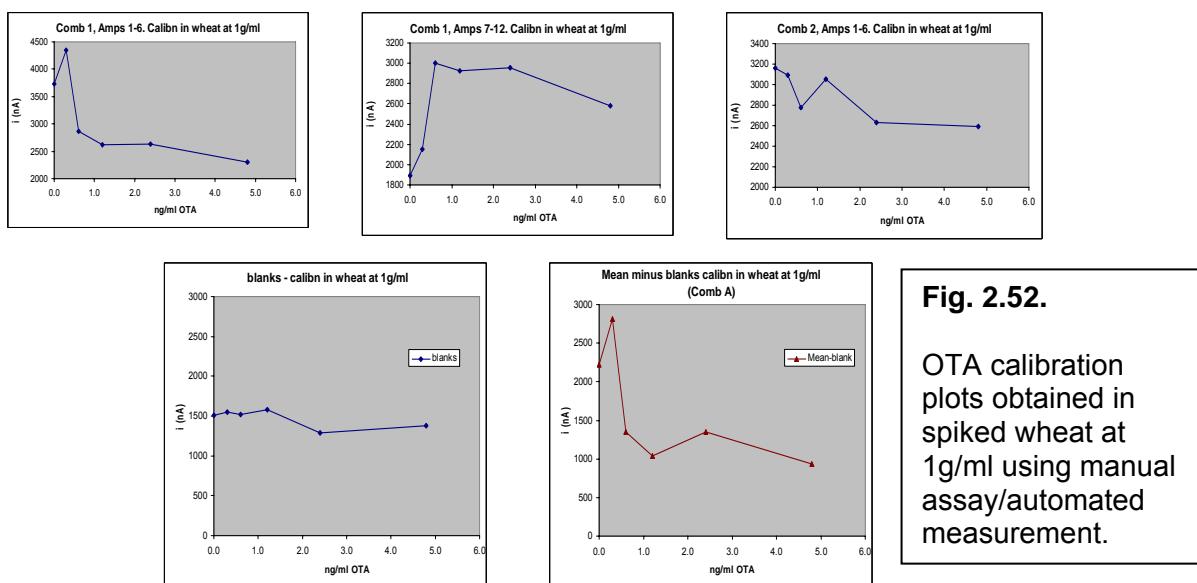 Comb 1, Amps 1-6. Calibn in wheat at 1g/ml
4500
4000
3500
3000
2500
2000
i (nA)
0.0 1.0 2.0 3.0 4.0 5.0 6.0
ng/ml OTA
Comb 1, Amps 7-12. Calibn in wheat at 1g/ml
3200
3000
2800
2600
2400
2200
2000
1800
i (nA)
0.0 1.0 2.0 3.0 4.0 5.0 6.0
ng/ml OTA
Comb 2, Amps 1-6. Calibn in wheat at 1g/ml
3400
3200
3000
2800
2600
2400
2200
2000
i (nA)
0.0 1.0 2.0 3.0 4.0 5.0 6.0
ng/ml OTA
blanks - calibn in wheat at 1g/ml
3000
2500
2000
1500
1000
500
0
i (nA)
blanks
0.0 1.0 2.0 3.0 4.0 5.0 6.0
ng/ml OTA
Mean minus blanks calibn in wheat at 1g/ml
(Comb A)
3000
2500
2000
1500
1000
500
0
i (nA)
Mean-blank
0.0 1.0 2.0 3.0 4.0 5.0 6.0
ng/ml OTA
Fig. 2.52.
OTA calibration
plots obtained in
spiked wheat at
1g/ml using manual
assay/automated
measurement.